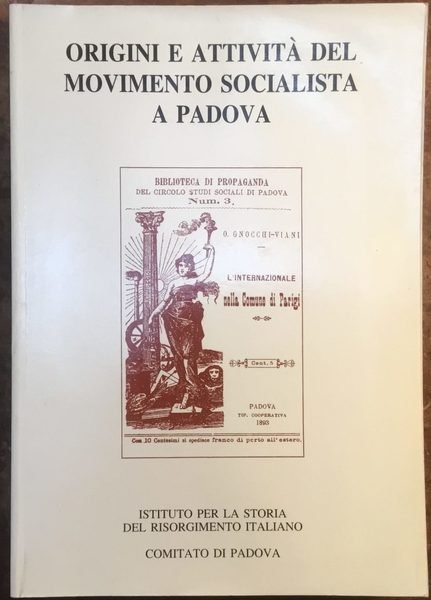 ORIGINI E ATTIVITÀ DEL
MOVIMENTO SOCIALISTA
A PADOVA
BIBLIOTECA DI PROPAGANDA
DEL CIRCOLO STUDI SOCIALI DI PADOVA
Num. 3.
O. GNOCCHI-VIANI
L'INTERNAZIONALE
nella Comune di Parigi
Cent. 5
PADOVA
TIP. COOPERATIVA
1893
Con 10 Centesimi si spedisce franco di porto all'estero.
ISTITUTO PER LA STORIA
DEL RISORGIMENTO ITALIANO
COMITATO DI PADOVA